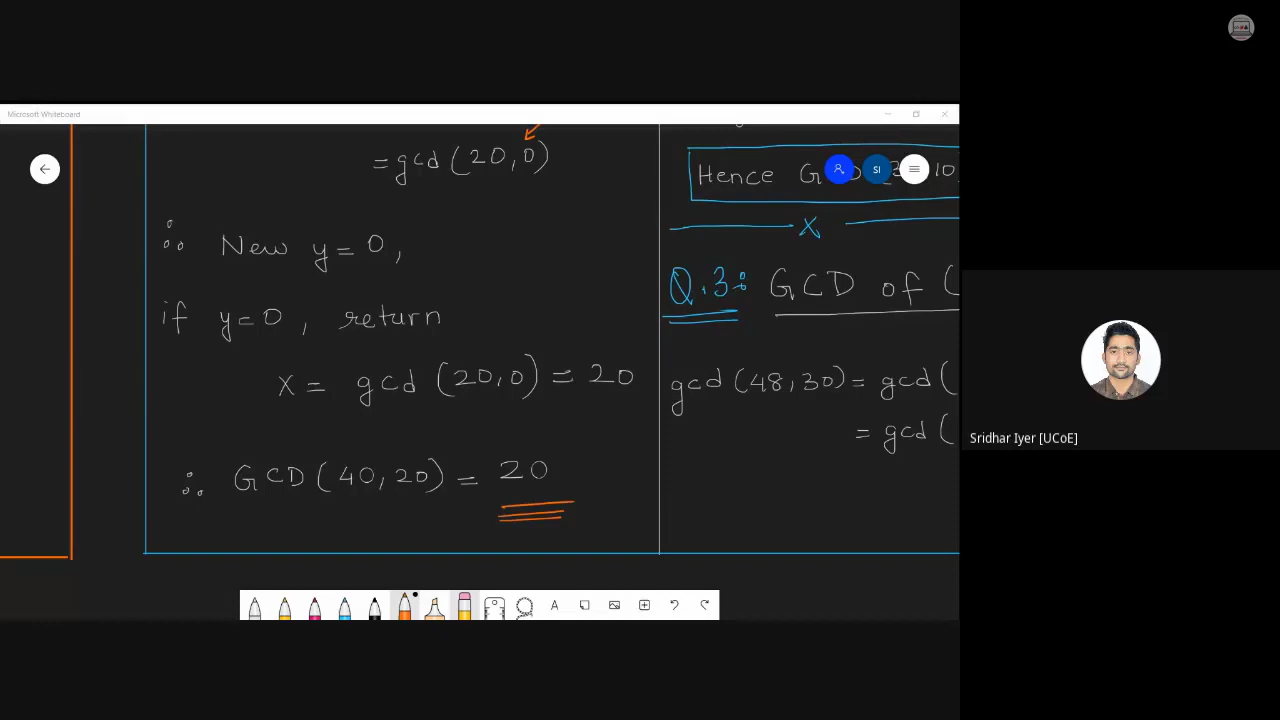 Microsoft Whiteboard
= gcd (20,0)
∴ New y = 0,
if y=0, return
x = gcd (20,0) = 20
∴ GCD (40,20) = 20
Hence
SI
x
Q.3: GCD of (
gcd (48,30) = gcd (
= gcd (
Sridhar Iyer [UCoE]
A